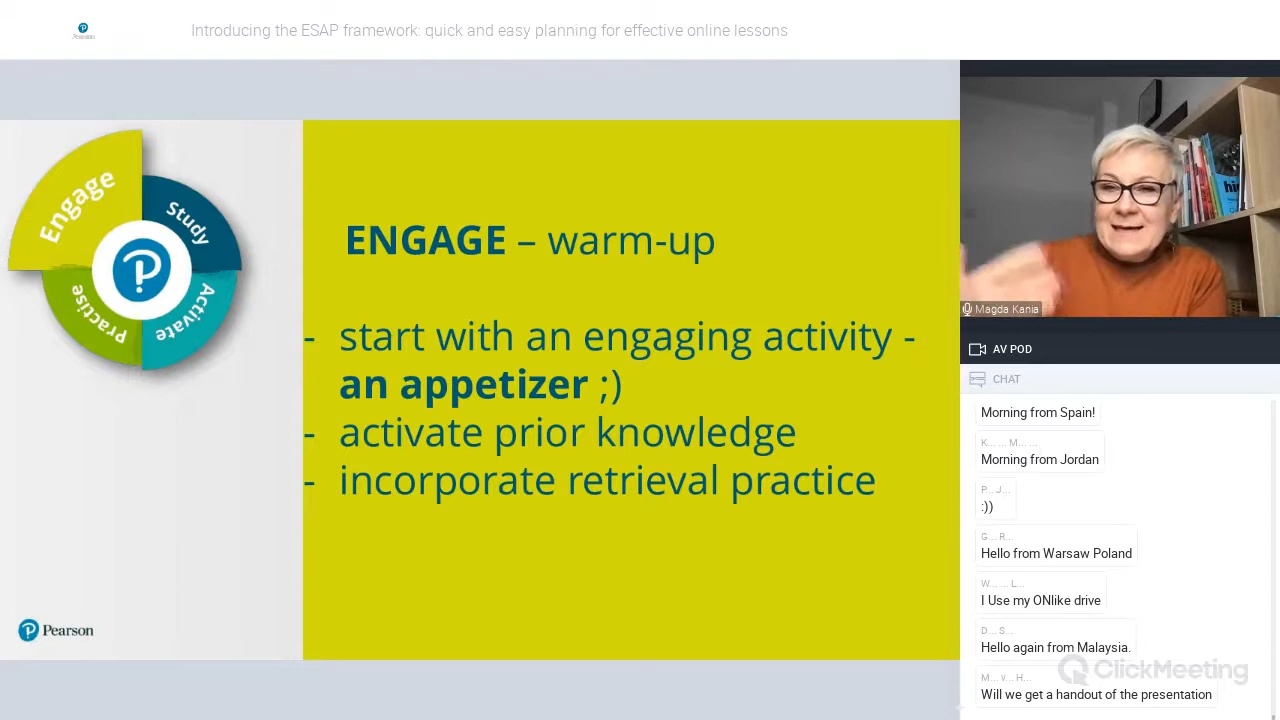 Pearson
Introducing the ESAP framework: quick and easy planning for effective online lessons
Engage
Study
Practise
Activate
ENGAGE – warm-up
- start with an engaging activity -
an appetizer ;)
- activate prior knowledge
- incorporate retrieval practice
Pearson
Magda Kania
AV POD
CHAT
Morning from Spain!
K... ... M... ...
Morning from Jordan
P... J...
:))
G... R...
Hello from Warsaw Poland
W... ... L...
I Use my ONlike drive
D... S...
Hello again from Malaysia.
M... v... H...
Will we get a handout of the presentation
ClickMeeting